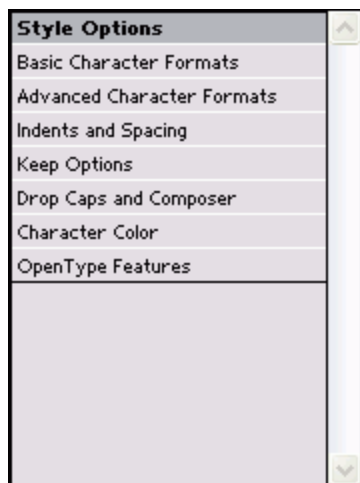 Style Options
Basic Character Formats
Advanced Character Formats
Indents and Spacing
Keep Options
Drop Caps and Composer
Character Color
OpenType Features